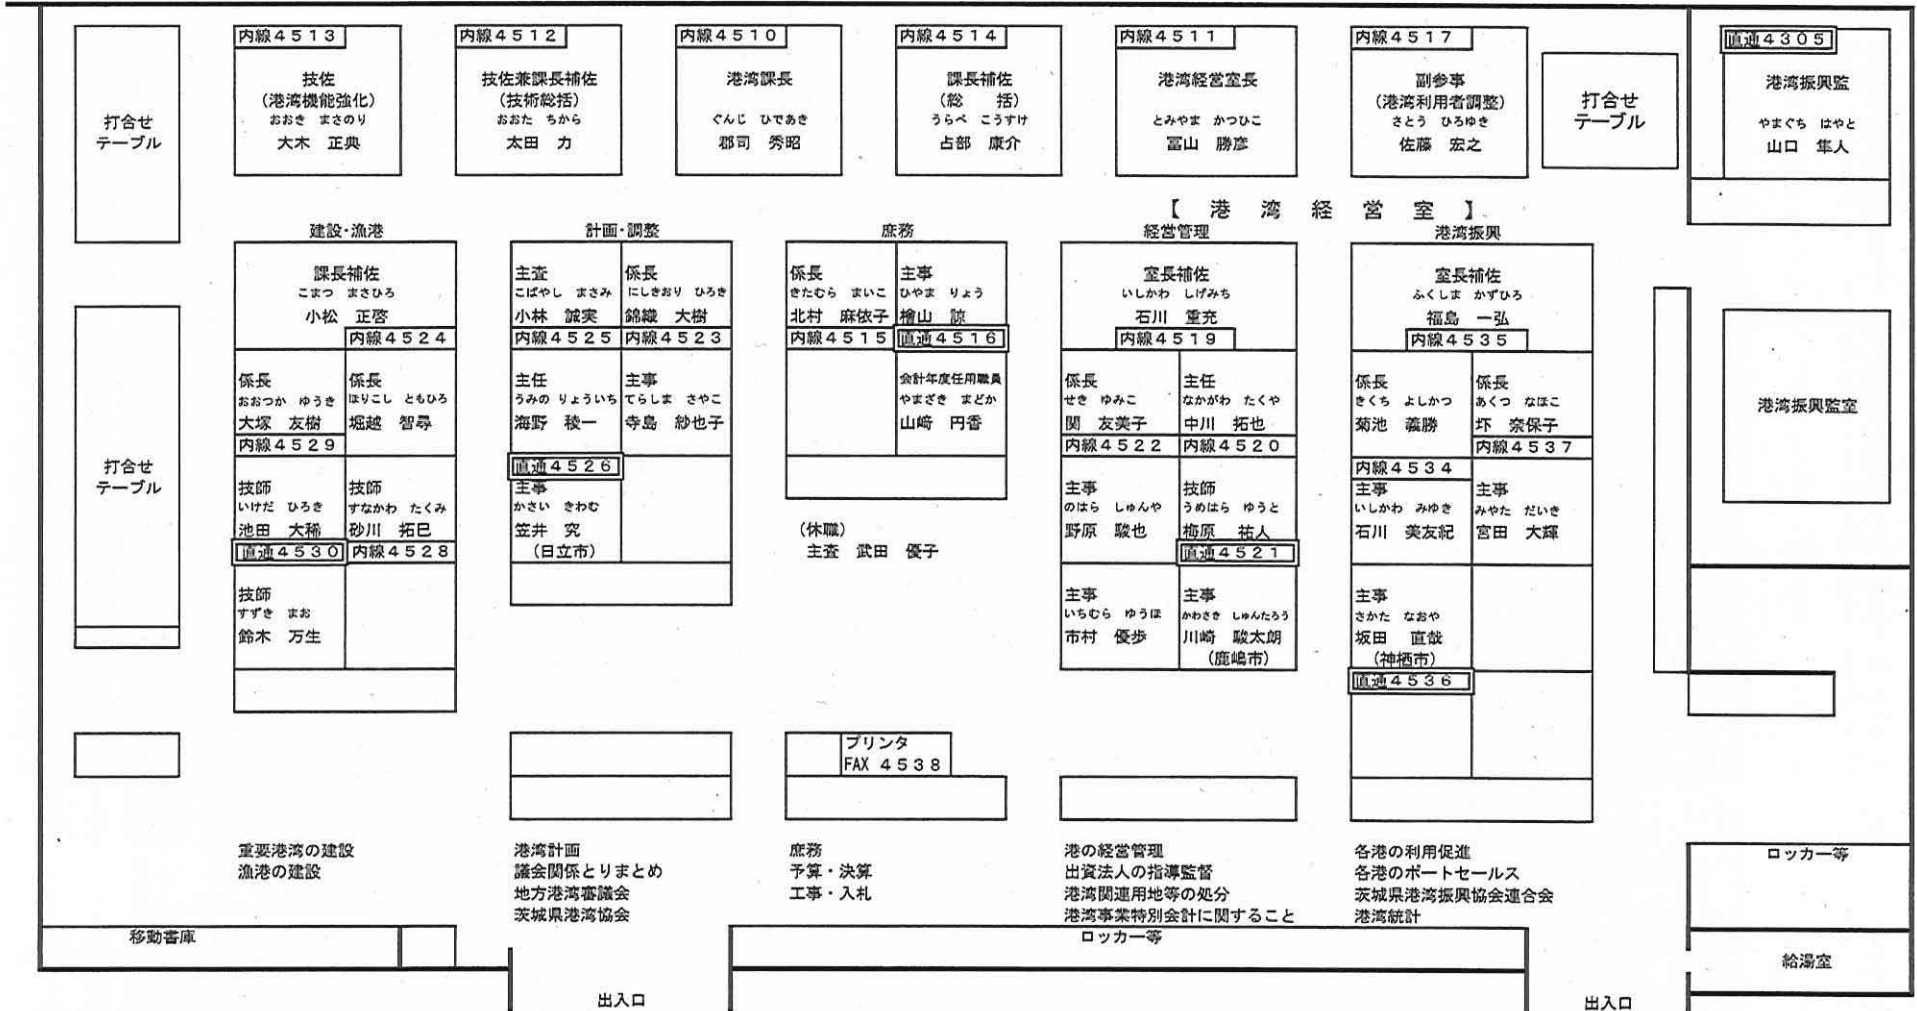 内線４５１３
技佐
（港湾機能強化）
おおき　まさのり
大木　正典
内線４５１２
技佐兼課長補佐
（技術総括）
おおた　ちから
太田　力
内線４５１０
港湾課長
ぐんじ　ひであき
郡司　秀昭
内線４５１４
課長補佐
（総　　括）
うらべ　こうすけ
占部　康介
内線４５１１
港湾経営室長
とみやま　かつひこ
冨山　勝彦
内線４５１７
副参事
（港湾利用者調整）
さとう　ひろゆき
佐藤　宏之
直通４３０５
港湾振興監
やまぐち　はやと
山口　隼人
打合せ
テーブル
打合せ
テーブル
【　港　湾　経　営　室　】
建設・漁港
課長補佐
こまつ　まさひろ
小松　正啓
内線４５２４
係長
おおつか　ゆうき
大塚　友樹
内線４５２９
係長
ほりこし　ともひろ
堀越　智尋
技師
いけだ　ひろき
池田　大稀
直通４５３０
技師
すなかわ　たくみ
砂川　拓巳
内線４５２８
技師
すずき　まお
鈴木　万生
計画・調整
主査
こばやし　まさみ
小林　誠実
内線４５２５
係長
にしきおり　ひろき
錦織　大樹
内線４５２３
主任
うみの　りょういち
海野　稜一
主事
てらしま　さやこ
寺島　紗也子
直通４５２６
主事
かさい　きわむ
笠井　究
（日立市）
庶務
係長
きたむら　まいこ
北村　麻依子
内線４５１５
主事
ひやま　りょう
檜山　諒
直通４５１６
会計年度任用職員
やまざき　まどか
山﨑　円香
（休職）
主査　武田　優子
経営管理
室長補佐
いしかわ　しげみち
石川　重充
内線４５１９
係長
せき　ゆみこ
関　友美子
内線４５２２
主任
なかがわ　たくや
中川　拓也
内線４５２０
主事
のはら　しゅんや
野原　駿也
技師
うめはら　ゆうと
梅原　祐人
直通４５２１
主事
いちむら　ゆうほ
市村　優歩
主事
かわさき　しゅんたろう
川崎　駿太朗
（鹿嶋市）
港湾振興
室長補佐
ふくしま　かずひろ
福島　一弘
内線４５３５
係長
きくち　よしかつ
菊池　義勝
内線４５３４
係長
あくつ　なほこ
圷　奈保子
内線４５３７
主事
いしかわ　みゆき
石川　美友紀
主事
みやた　だいき
宮田　大輝
主事
さかた　なおや
坂田　直哉
（神栖市）
直通４５３６
打合せ
テーブル
港湾振興監室
プリンタ
FAX ４５３８
重要港湾の建設
漁港の建設
港湾計画
議会関係とりまとめ
地方港湾審議会
茨城県港湾協会
庶務
予算・決算
工事・入札
港の経営管理
出資法人の指導監督
港湾関連用地等の処分
港湾事業特別会計に関すること
各港の利用促進
各港のポートセールス
茨城県港湾振興協会連合会
港湾統計
ロッカー等
移動書庫
ロッカー等
給湯室
出入口
出入口